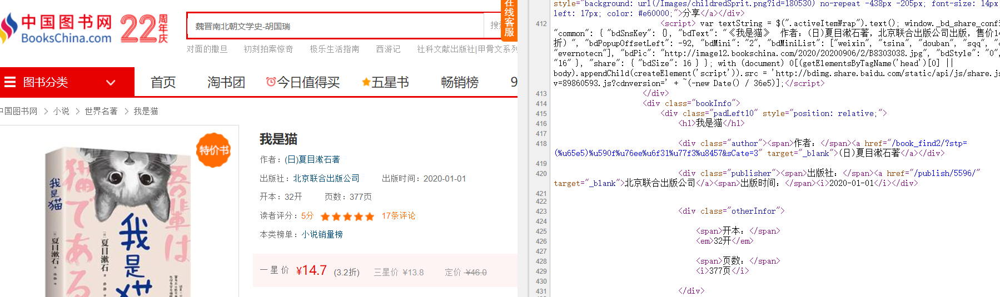 中国图书网
BooksChina.com
22
周年庆
魏晋南北朝文学史-胡国瑞
搜
在线客服
对面的撒旦 初刻拍案惊奇 极乐生活指南 西游记 社科文献出版社|甲骨文系列
图书分类 首页 淘书团 今日值得买 五星书 畅销榜 9
中国图书网 > 小说 > 世界名著 > 我是猫
特价书
吾輩は
猫である
我是猫
夏目漱石
我是猫
夏目漱石
我是猫
作者：(日)夏目漱石著
出版社：北京联合出版公司 出版时间：2020-01-01
开本：32开 页数：377页
读者评分：5分 17条评论
本类榜单：小说销量榜
一星价 ¥14.7 (3.2折) 三星价 ¥13.8 定价 ¥46.0
style="background: url(/Images/childredSprit.png?id=180530) no-repeat -438px -205px; font-size: 14px
left: 17px; color: #e60000;">分享</a></div>
412 <script> var textString = $(".activeItemWrap").text(); window._bd_share_confi
"common": { "bdSnsKey": {}, "bdText": "《我是猫》 作者：(日)夏目漱石著，北京联合出版公司出版，售价14
折) ", "bdPopupOffsetLeft": -92, "bdMini": "2", "bdMiniList": ["weixin", "tsina", "douban", "sqq", "
"evernotecn"], "bdPic": "http://image12.bookschina.com/2020/20200906/2/B8303038.jpg", "bdStyle": "0",
"16" }, "share": { "bdSize": 16 } }; with (document) 0[(getElementsByTagName('head')[0] ||
body).appendChild(createElement('script')).src = 'http://bdimg.share.baidu.com/static/api/js/share.js
v=89860593.js?cdnversion=' + ~(-new Date() / 36e5)];</script>
413 </div>
414 <div class="bookInfo">
415 <div class="padLeft10" style="position: relative;">
416 <h1>我是猫</h1>
417
418 <div class="author"><span>作者：</span><a href="/book_find2/?stp=
(%u65e5)%u590f%u76ee%u6f31%u77f3%u8457&sCate=3" target="_blank">(日)夏目漱石著</a></div>
419
420 <div class="publisher"><span>出版社：</span><a href="/publish/5596/"
target="_blank">北京联合出版公司</a><span>出版时间：</span><i>2020-01-01</i></div>
421
422
423 <div class="otherInfor">
424
425 <span>开本：</span>
426 <em>32开</em>
427
428 <span>页数：</span>
429 <i>377页</i>
430
431 </div>